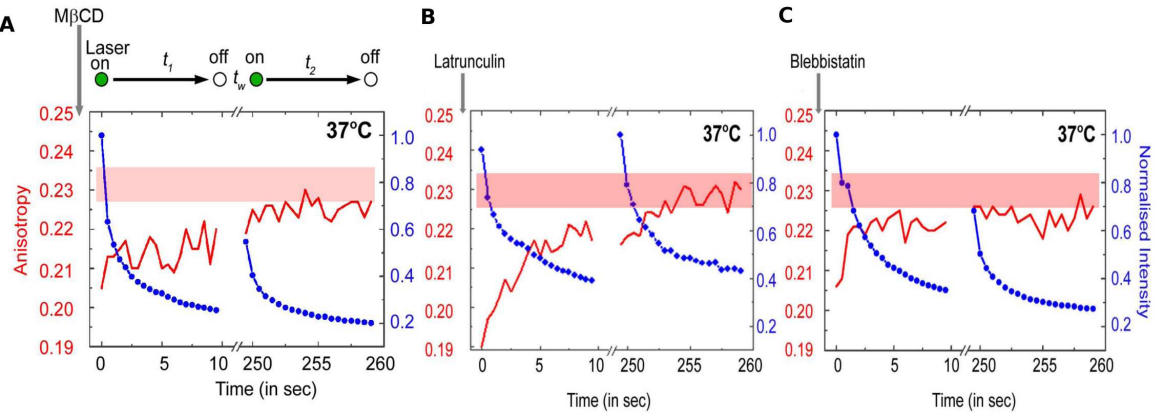 A
MβCD
Laser
on
t1
off
tw
on
t2
off
37ºC
Anisotropy
0.25
0.24
0.23
0.22
0.21
0.20
0.19
1.0
0.8
0.6
0.4
0.2
0 5 10 250 255 260
Time (in sec)
B
Latrunculin
37ºC
0.25
0.24
0.23
0.22
0.21
0.20
0.19
1.0
0.8
0.6
0.4
0.2
0 5 10 250 255 260
Time (in sec)
C
Blebbistatin
37ºC
0.25
0.24
0.23
0.22
0.21
0.20
0.19
1.0
0.8
0.6
0.4
0.2
Normalised Intensity
0 5 10 250 255 260
Time (in sec)